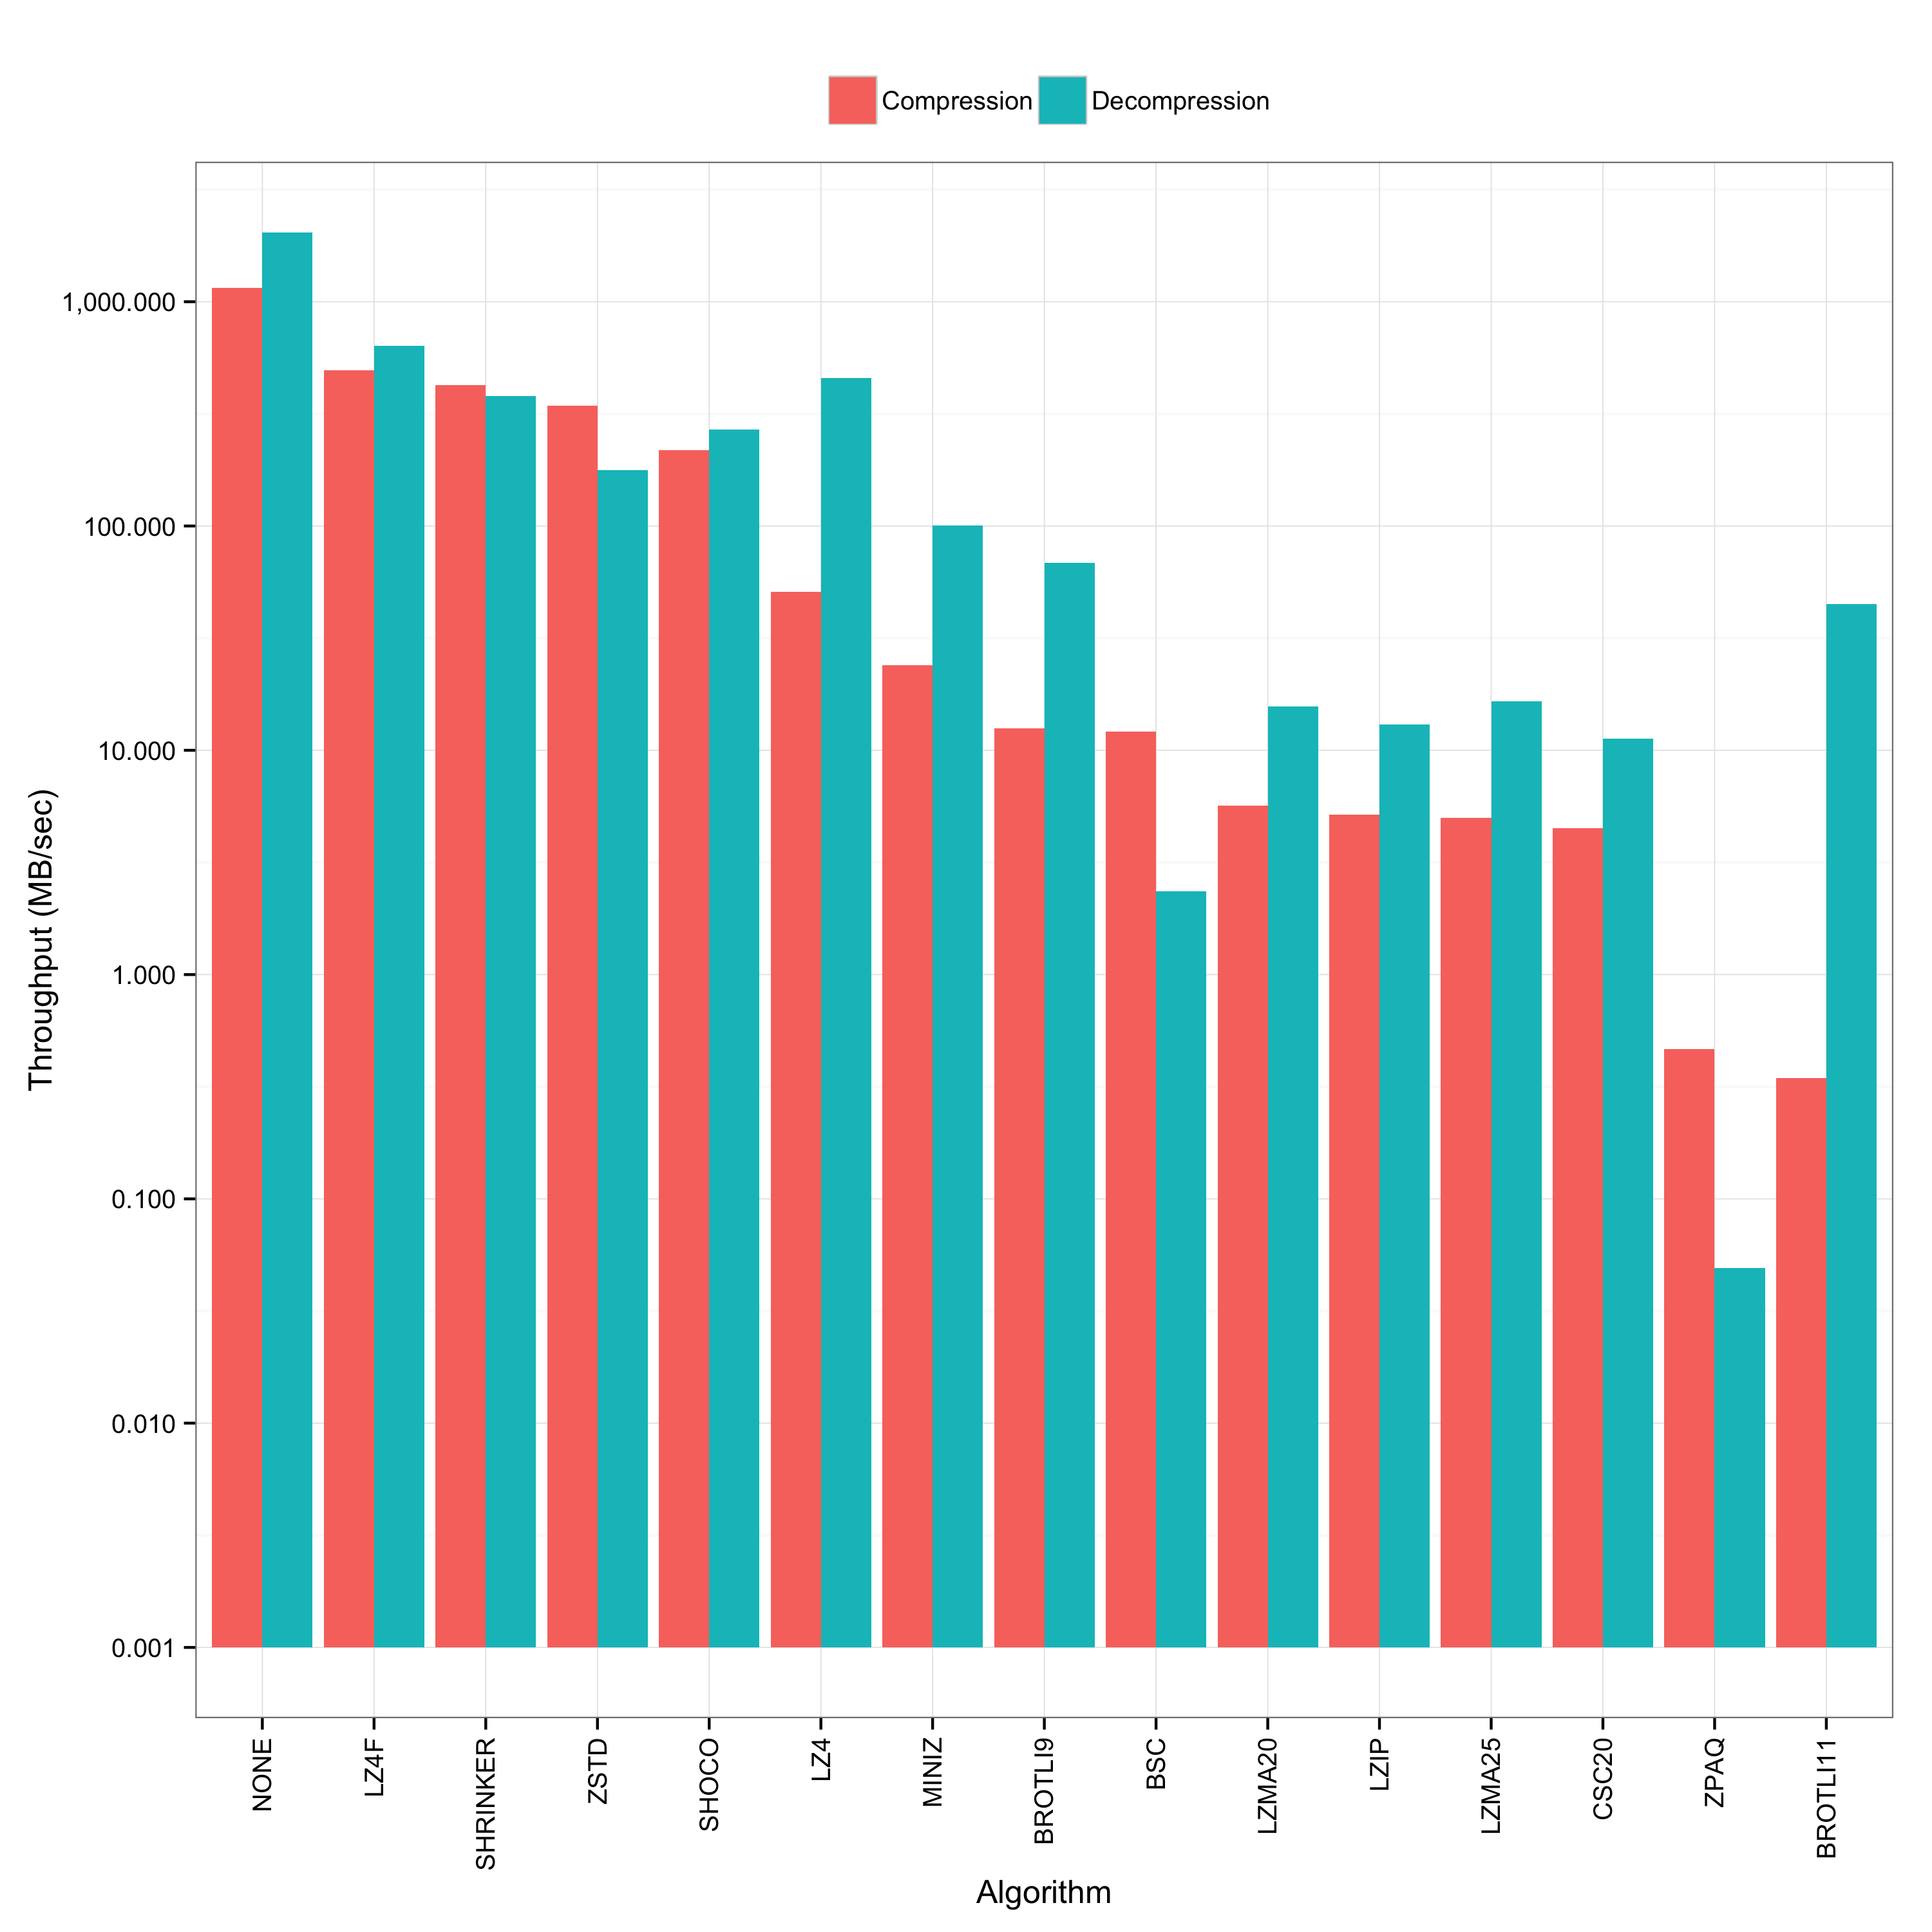 Compression Decompression
1,000.000
100.000
10.000
1.000
0.100
0.010
0.001
Throughput (MB/sec)
NONE
LZ4F
SHRINKER
ZSTD
SHOCO
LZ4
MINIZ
BROTLI9
BSC
LZMA20
LZIP
LZMA25
CSC20
ZPAQ
BROTLI11
Algorithm